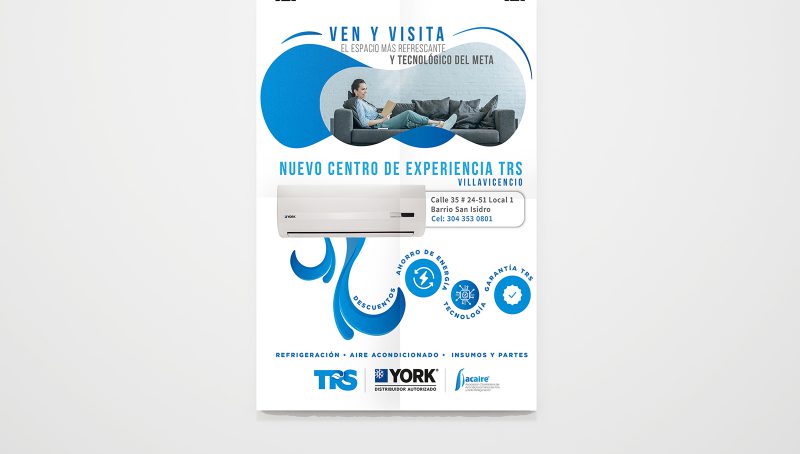 VEN Y VISITA
EL ESPACIO MÁS REFRESCANTE
Y TECNOLÓGICO DEL META
NUEVO CENTRO DE EXPERIENCIA TRS
VILLAVICENCIO
YORK
Calle 35 # 24-51 Local 1
Barrio San Isidro
Cel: 304 353 0801
DESCUENTOS
AHORRO DE ENERGÍA
TECNOLOGÍA
GARANTÍA TRS
REFRIGERACIÓN • AIRE ACONDICIONADO • INSUMOS Y PARTES
TRS
YORK®
DISTRIBUIDOR AUTORIZADO
acaire